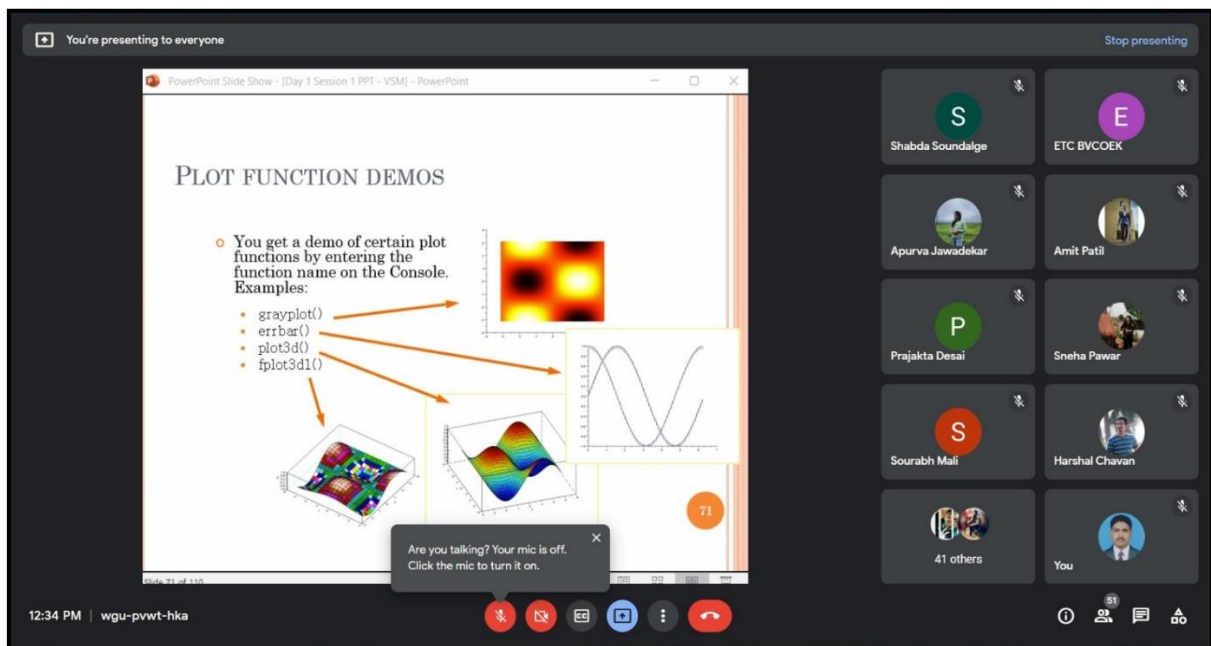 You're presenting to everyone
Stop presenting
PowerPoint Slide Show - [Day 1 Session 1 PPT - VSM] - PowerPoint
PLOT FUNCTION DEMOS
You get a demo of certain plot
functions by entering the
function name on the Console.
Examples:
grayplot()
errbar()
plot3d()
fplot3d1()
71
Slide 71 of 110
Are you talking? Your mic is off.
Click the mic to turn it on.
S
Shabda Soundalge
E
ETC BVCOEK
Apurva Jawadekar
Amit Patil
P
Prajakta Desai
Sneha Pawar
S
Sourabh Mali
Harshal Chavan
41 others
You
12:34 PM | wgu-pvwt-hka
CC
51